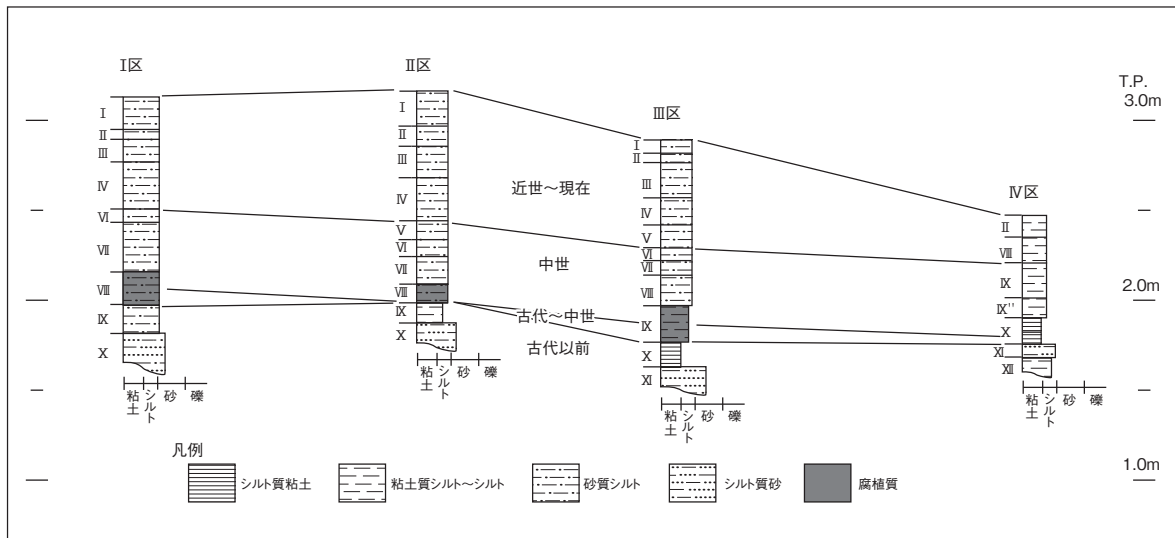 Ⅰ区
Ⅰ
Ⅱ
Ⅲ
Ⅳ
Ⅵ
Ⅶ
Ⅷ
Ⅸ
Ⅹ
粘土
シルト
砂
礫
Ⅱ区
Ⅰ
Ⅱ
Ⅲ
Ⅳ
Ⅴ
Ⅵ
Ⅶ
Ⅷ
Ⅸ
Ⅹ
粘土
シルト
砂
礫
近世～現在
中世
古代～中世
古代以前
Ⅲ区
Ⅰ
Ⅱ
Ⅲ
Ⅳ
Ⅴ
Ⅵ
Ⅶ
Ⅷ
Ⅸ
Ⅹ
Ⅺ
粘土
シルト
砂
礫
Ⅳ区
Ⅱ
Ⅷ
Ⅸ
Ⅸ''
Ⅹ
Ⅺ
Ⅻ
粘土
シルト
砂
礫
T.P.
3.0m
2.0m
1.0m
凡例
シルト質粘土
粘土質シルト～シルト
砂質シルト
シルト質砂
腐植質